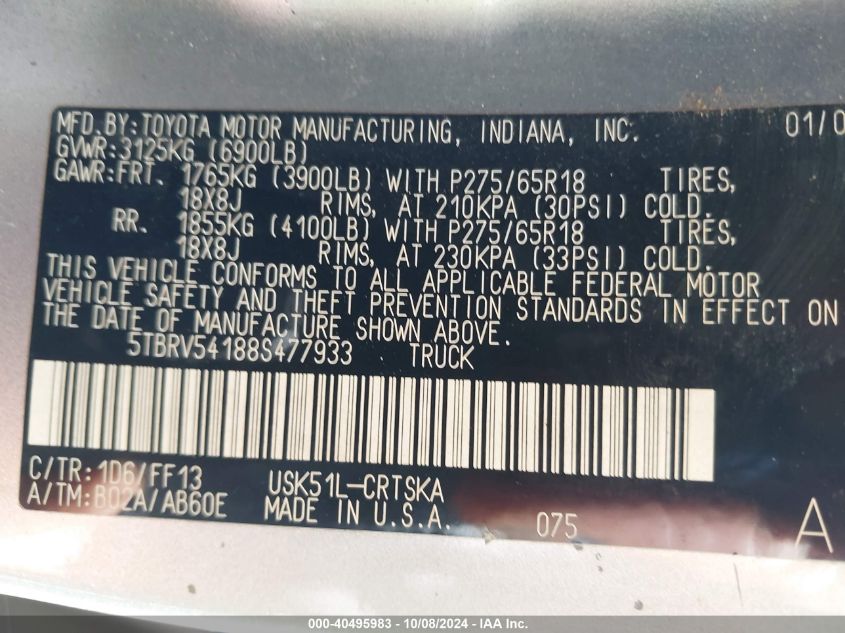 MFD. BY: TOYOTA MOTOR MANUFACTURING, INDIANA, INC. 01/0
GVWR: 3125KG (6900LB)
GAWR: FRT. 1765KG (3900LB) WITH P275/65R18 TIRES,
18X8J RIMS, AT 210KPA (30PSI) COLD.
RR. 1855KG (4100LB) WITH P275/65R18 TIRES,
18X8J RIMS, AT 230KPA (33PSI) COLD.
THIS VEHICLE CONFORMS TO ALL APPLICABLE FEDERAL MOTOR
VEHICLE SAFETY AND THEFT PREVENTION STANDARDS IN EFFECT ON
THE DATE OF MANUFACTURE SHOWN ABOVE.
5TBRV54188S477933 TRUCK
C/TR: 1D6/FF13 USK51L-CRTSKA
A/TM: B02A/AB60E MADE IN U.S.A. 075 A
000-40495983 - 10/08/2024 - IAA Inc.